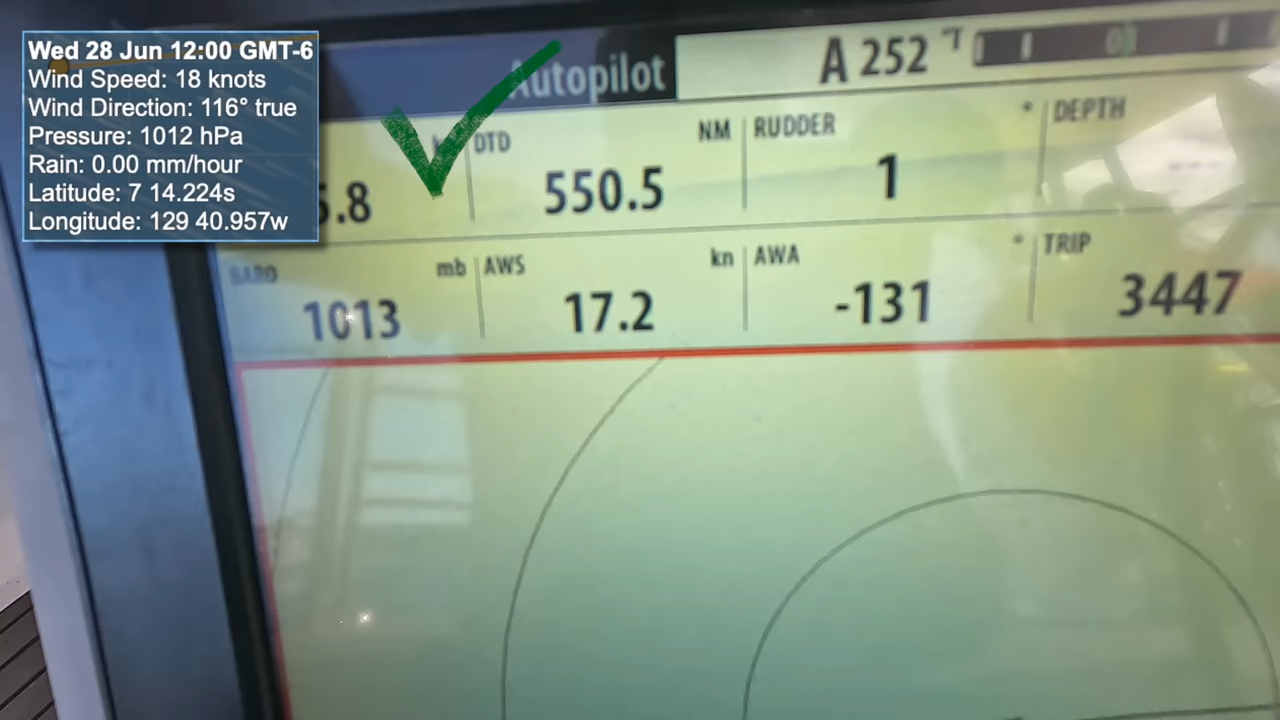 Wed 28 Jun 12:00 GMT-6
Wind Speed: 18 knots
Wind Direction: 116° true
Pressure: 1012 hPa
Rain: 0.00 mm/hour
Latitude: 7 14.224s
Longitude: 129 40.957w
Autopilot A 252 °T
DTD NM RUDDER ° DEPTH
.8 550.5 1 ---
BARO mb AWS kn AWA ° TRIP
1013 17.2 -131 3447